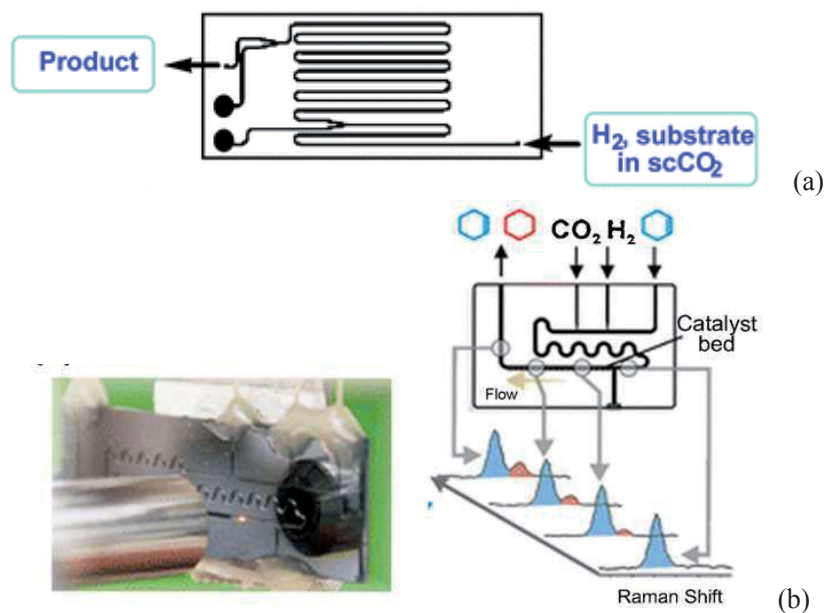 Product
H₂, substrate
in scCO₂
(a)
CO₂ H₂
Catalyst
bed
Flow
Raman Shift
(b)